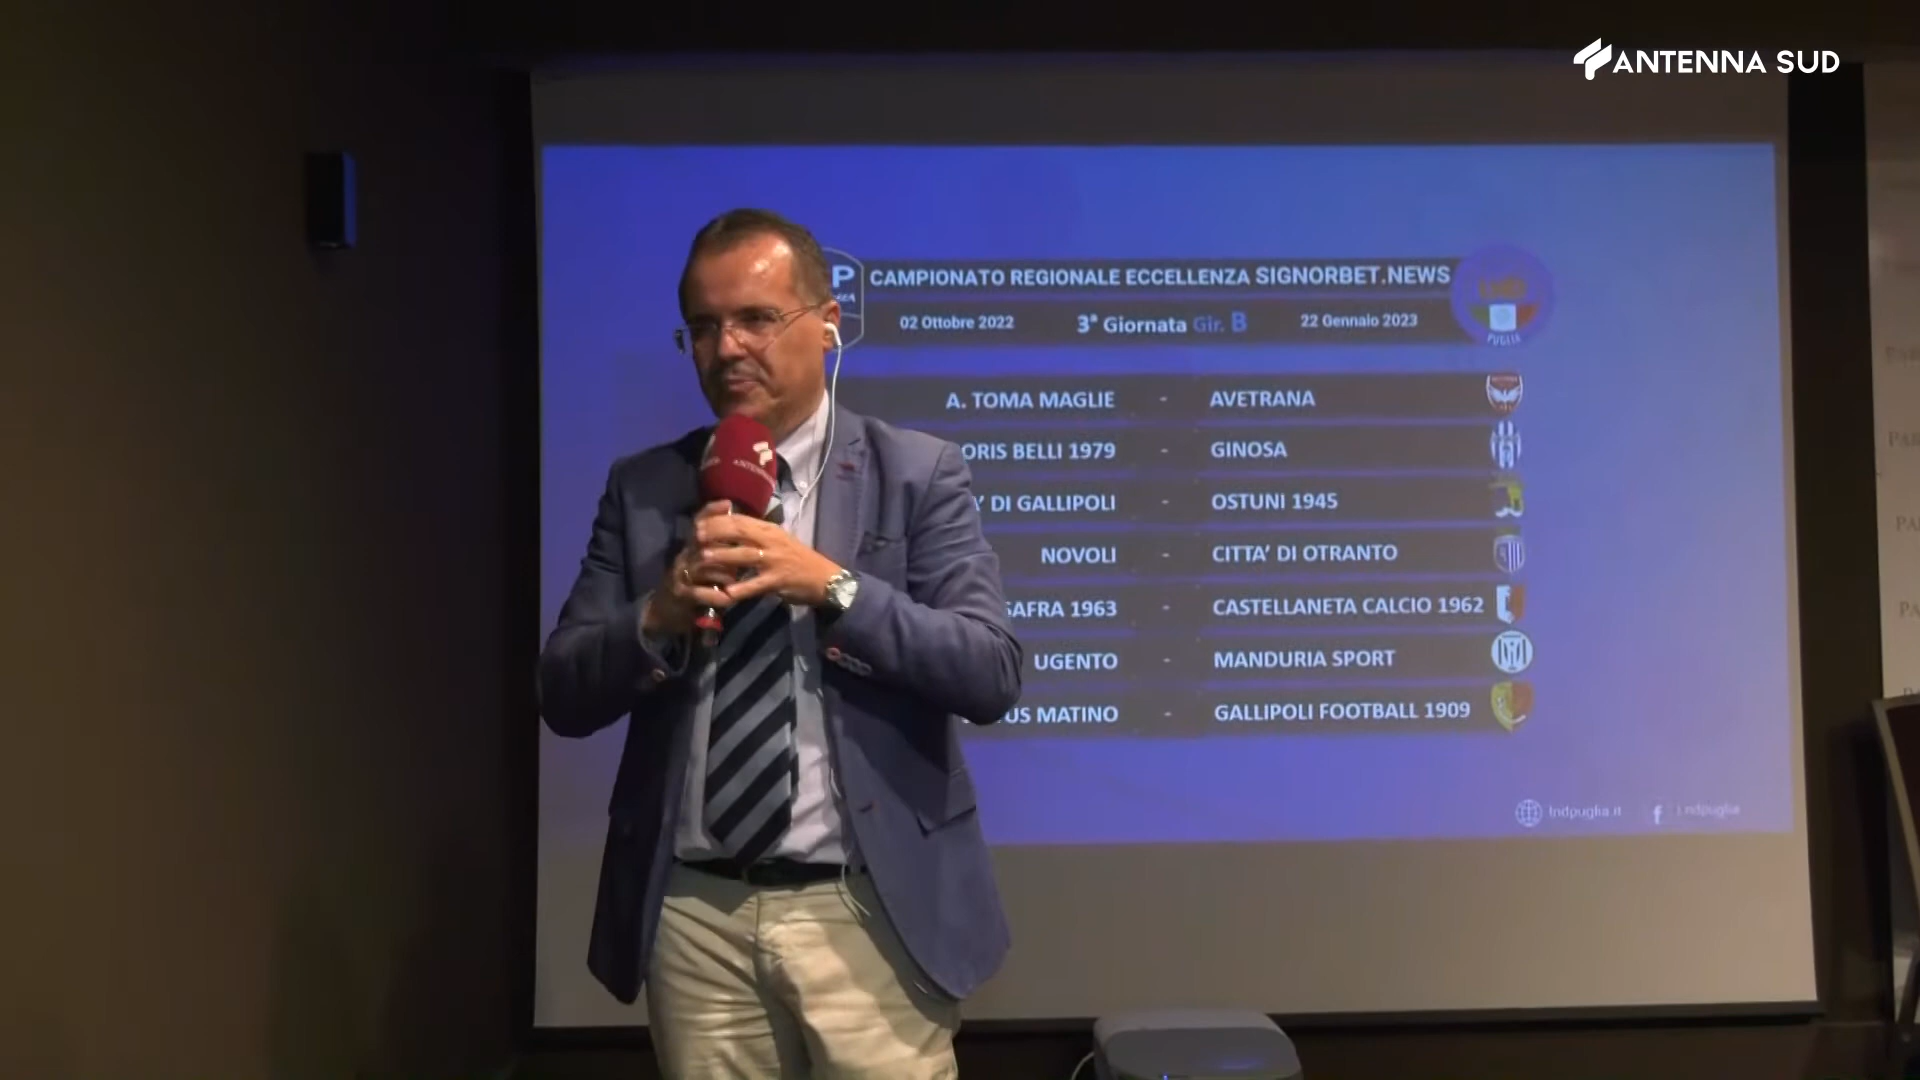 ANTENNA SUD
CAMPIONATO REGIONALE ECCELLENZA SIGNORBET.NEWS
02 Ottobre 2022 3ª Giornata Gir. B 22 Gennaio 2023
PUGLIA
A. TOMA MAGLIE - AVETRANA
ORIS BELLI 1979 - GINOSA
A' DI GALLIPOLI - OSTUNI 1945
NOVOLI - CITTA' DI OTRANTO
SAFRA 1963 - CASTELLANETA CALCIO 1962
UGENTO - MANDURIA SPORT
US MATINO - GALLIPOLI FOOTBALL 1909
lndpuglia.it Lndpuglia